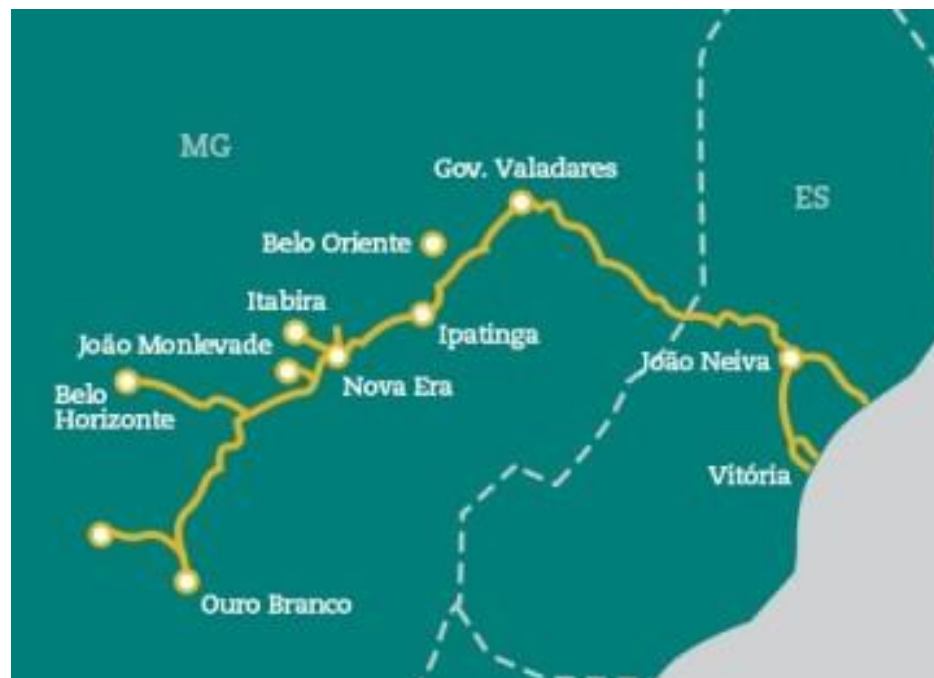 MG
Gov. Valadares
ES
Belo Oriente
Itabira
Ipatinga
João Monlevade
João Neiva
Nova Era
Belo
Horizonte
Vitória
Ouro Branco